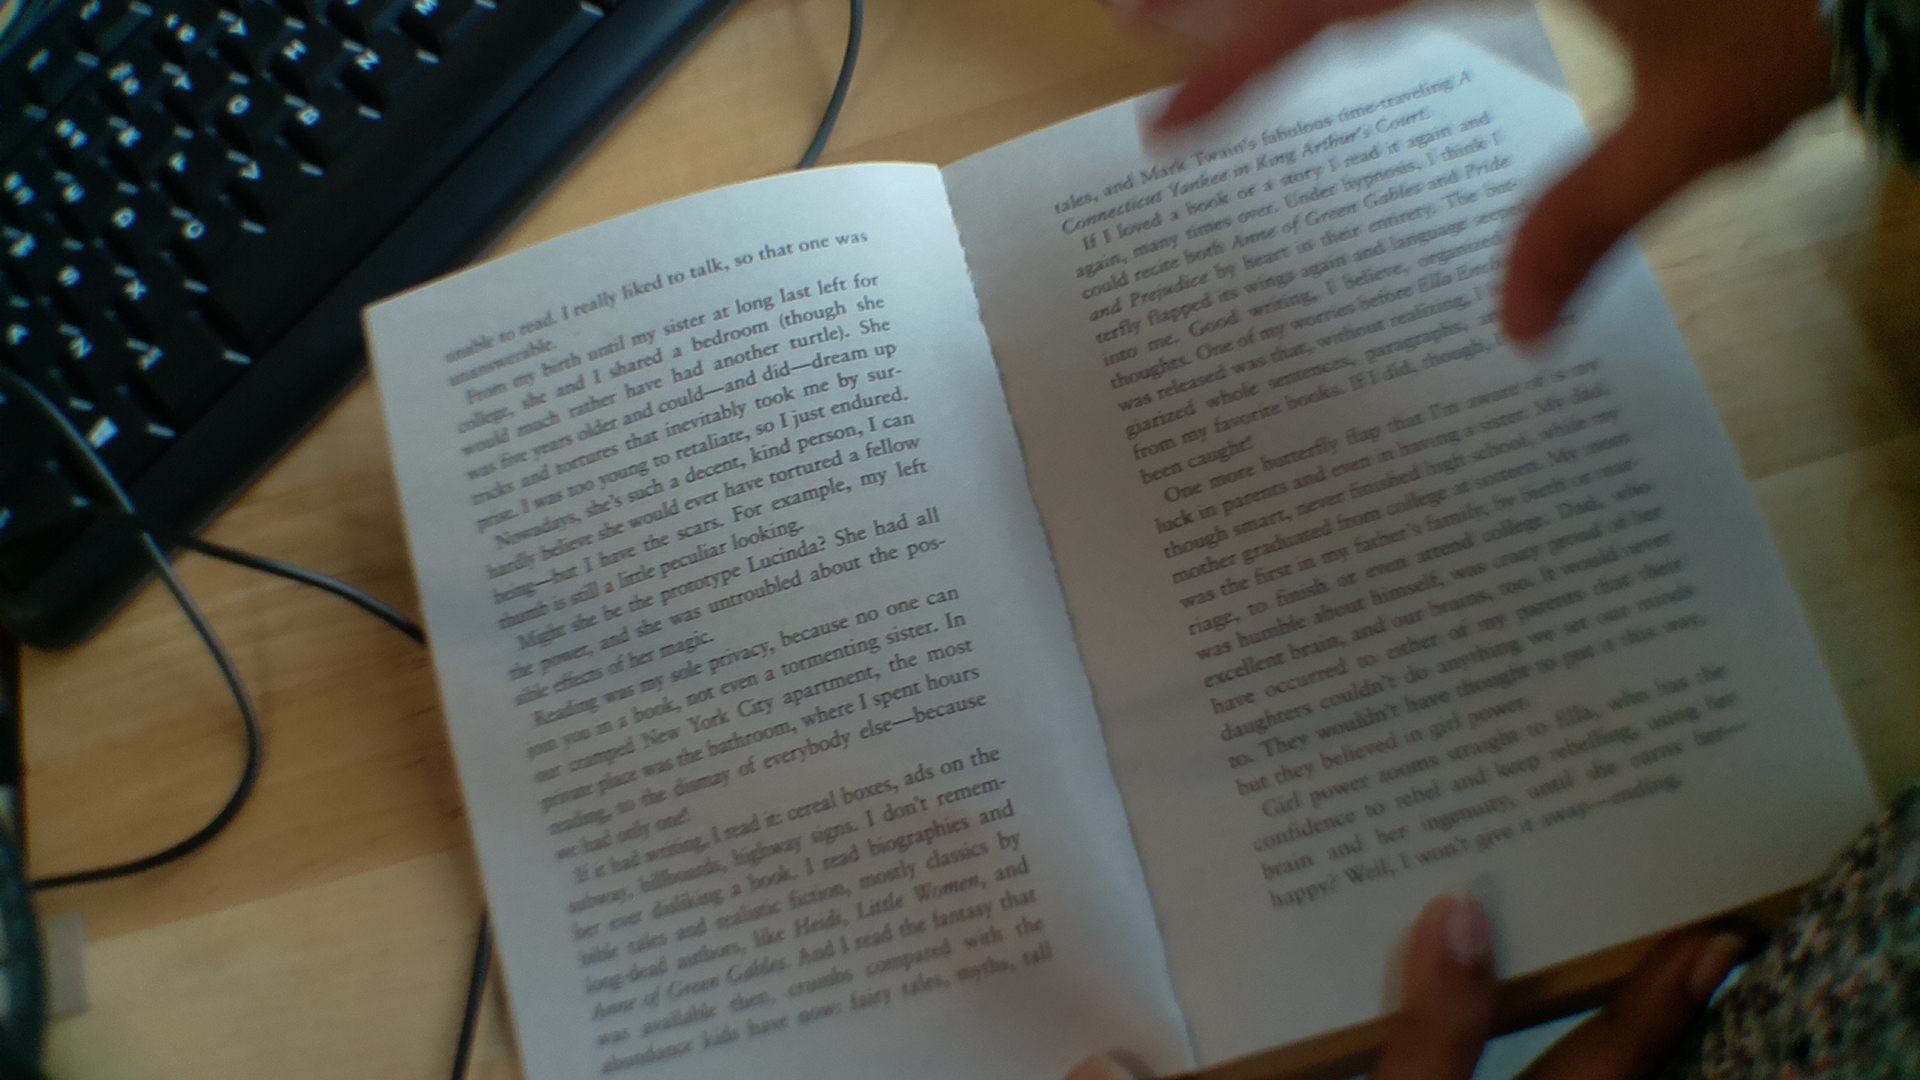 unable to read. I really liked to talk, so that one was
unanswerable.
From my birth until my sister at long last left for
college, she and I shared a bedroom (though she
would much rather have had another turtle). She
was five years older and could—and did—dream up
tricks and tortures that inevitably took me by sur-
prise. I was too young to retaliate, so I just endured.
Nowadays, she's such a decent, kind person, I can
hardly believe she would ever have tortured a fellow
being—but I have the scars. For example, my left
thumb is still a little peculiar looking.
Might she be the prototype Lucinda? She had all
the power, and she was untroubled about the pos-
sible effects of her magic.
Reading was my sole privacy, because no one can
join you in a book, not even a tormenting sister. In
our cramped New York City apartment, the most
private place was the bathroom, where I spent hours
reading, to the dismay of everybody else—because
we had only one!
If it had writing, I read it: cereal boxes, ads on the
subway, billboards, highway signs. I don't remem-
ber ever disliking a book. I read biographies and
bible tales and realistic fiction, mostly classics by
long-dead authors, like Heidi, Little Women, and
Anne of Green Gables. And I read the fantasy that
was available then, crumbs compared with the
abundance kids have now: fairy tales, myths, tall
tales, and Mark Twain's fabulous time-traveling A
Connecticut Yankee in King Arthur's Court.
If I loved a book or a story I read it again and
again, many times over. Under hypnosis, I think I
could recite both Anne of Green Gables and Pride
and Prejudice by heart in their entirety. The but-
terfly flapped its wings again and language seeps
into me. Good writing, I believe, organized
thoughts. One of my worries before Ella
was released was that, without realizing, I
giarized whole sentences, paragraphs,
from my favorite books. If I did, though,
been caught!
One more butterfly flap that I'm aware of is my
luck in parents and even in having a sister. My dad,
though smart, never finished high school, while my
mother graduated from college at sixteen. My mom
was the first in my father's family, by birth or mar-
riage, to finish or even attend college. Dad, who
was humble about himself, was crazy proud of her
excellent brain, and our brains, too. It would never
have occurred to either of my parents that their
daughters couldn't do anything we set our minds
to. They wouldn't have thought to put it this way,
but they believed in girl power.
Girl power zooms straight to Ella, who has the
confidence to rebel and keep rebelling, using her
brain and her ingenuity, until she earns her—
happy? Well, I won't give it away—ending.